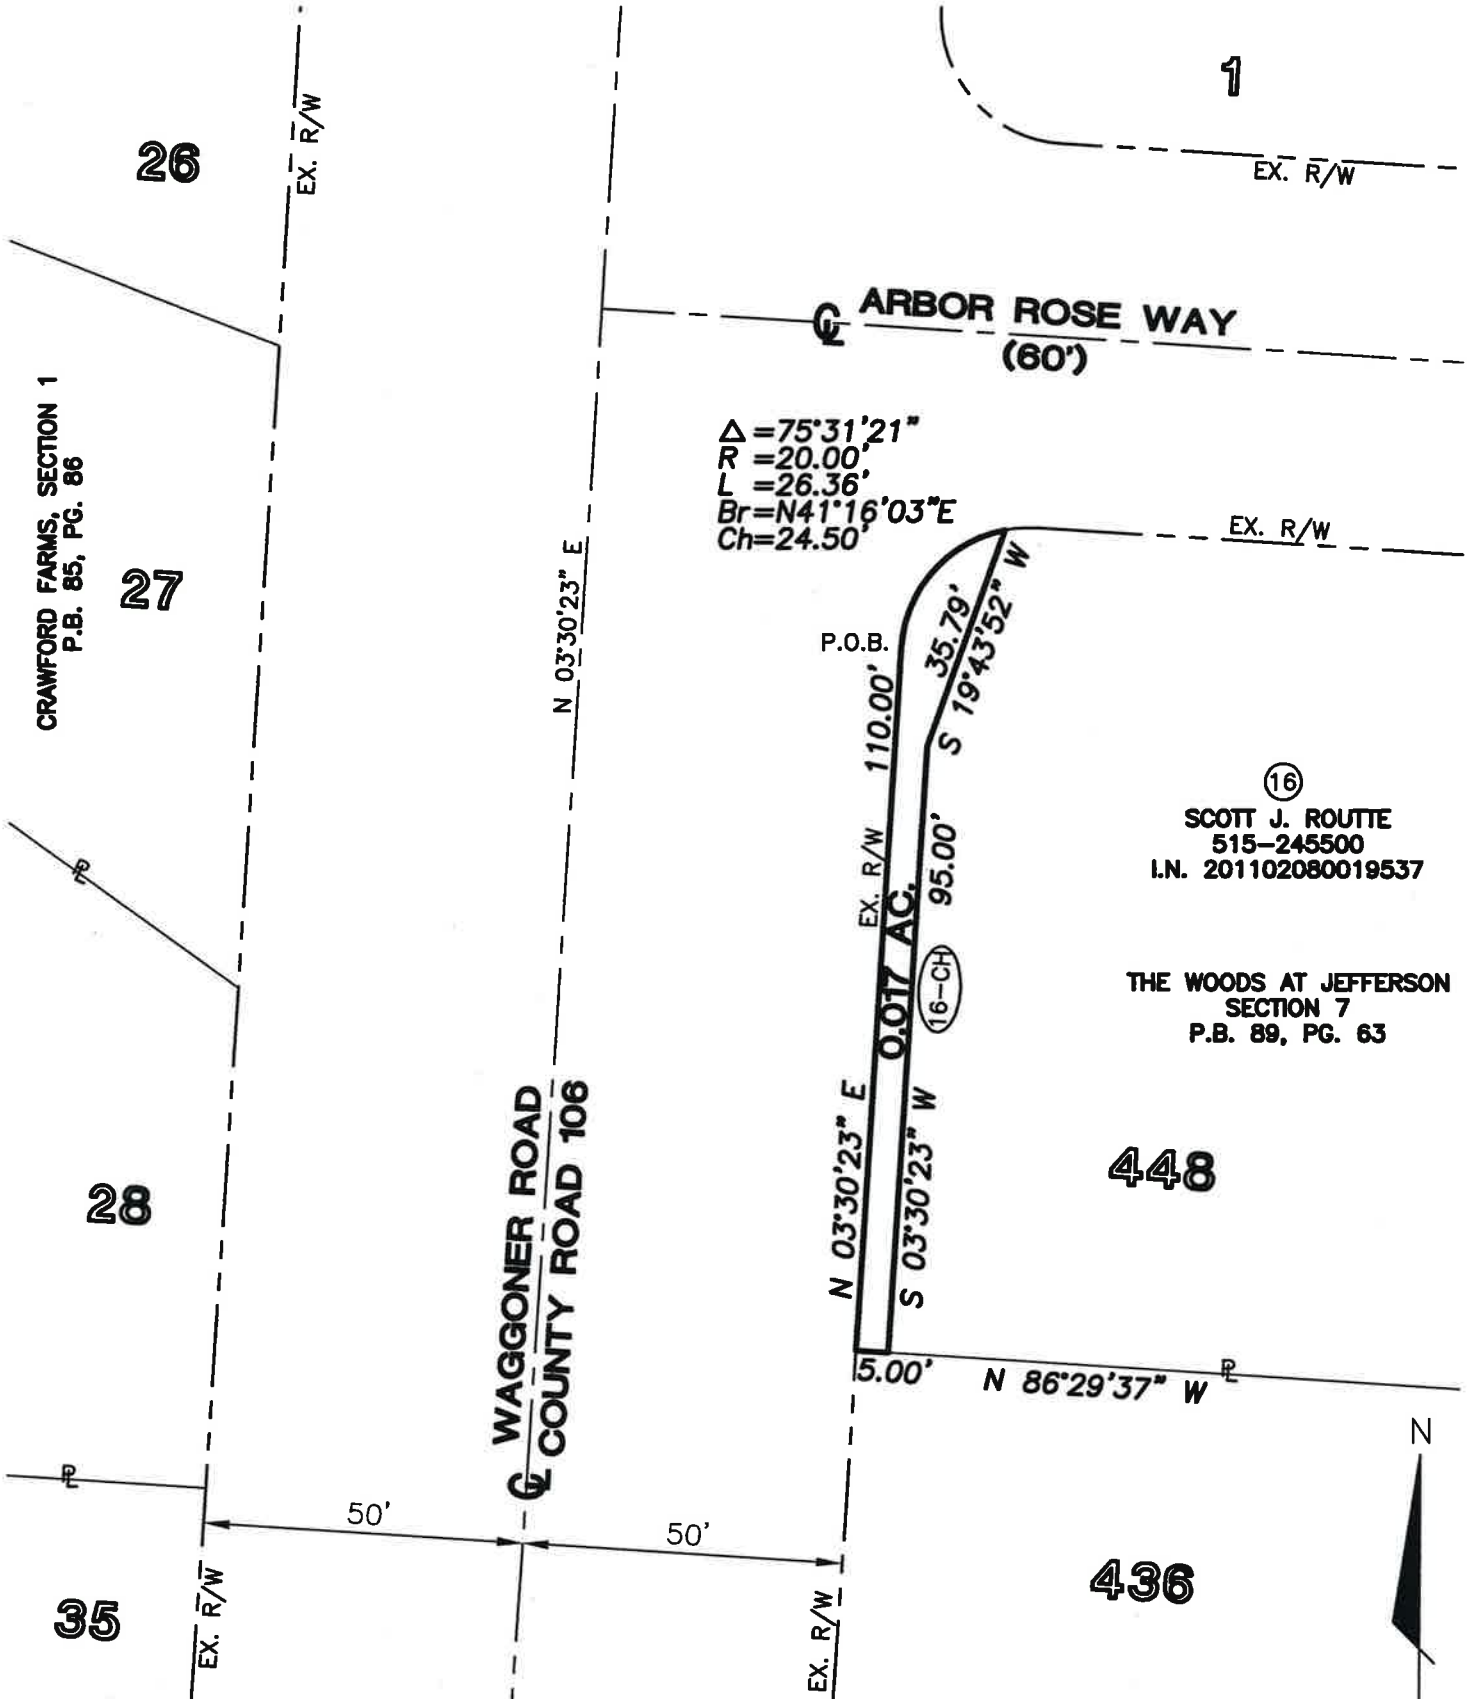 1
26
EX. R/W
EX. R/W
℄ ARBOR ROSE WAY
(60')
CRAWFORD FARMS, SECTION 1
P.B. 85, PG. 86
Δ =75°31'21"
R =20.00'
L =26.36'
Br=N41°16'03"E
Ch=24.50'
EX. R/W
27
N 03°30'23" E
P.O.B.
35.79'
S 19°43'52" W
110.00'
EX. R/W
N 03°30'23" E
0.017 AC.
95.00'
16-CH
S 03°30'23" W
16
SCOTT J. ROUTTE
515-245500
I.N. 201102080019537
THE WOODS AT JEFFERSON
SECTION 7
P.B. 89, PG. 63
PL
28
WAGGONER ROAD
℄ COUNTY ROAD 106
448
5.00'
N 86°29'37" W
PL
N
PL
50'
50'
35
EX. R/W
EX. R/W
436